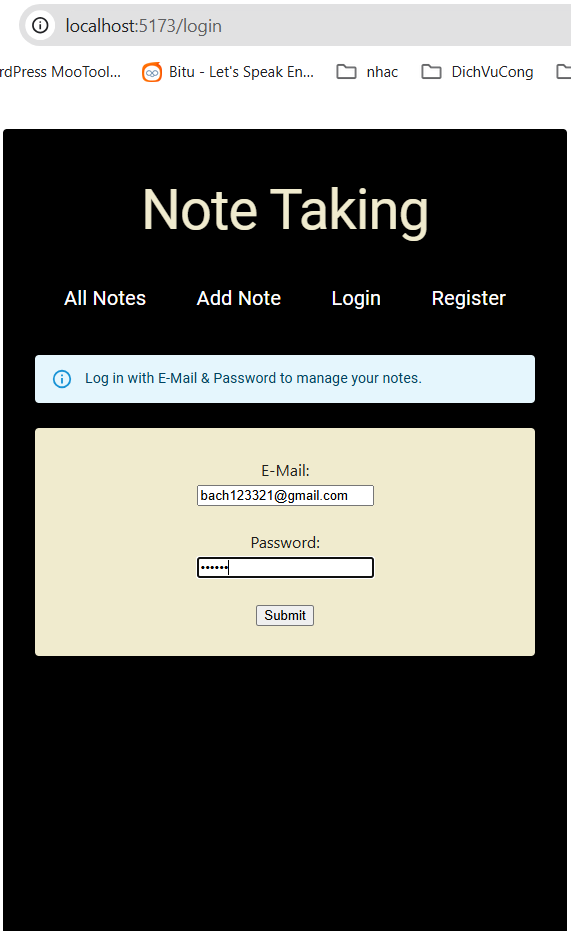 localhost:5173/login
rdPress MooTool... Bitu - Let's Speak En... nhac DichVuCong
Note Taking
All Notes Add Note Login Register
Log in with E-Mail & Password to manage your notes.
E-Mail:
bach123321@gmail.com
Password:
••••••
Submit